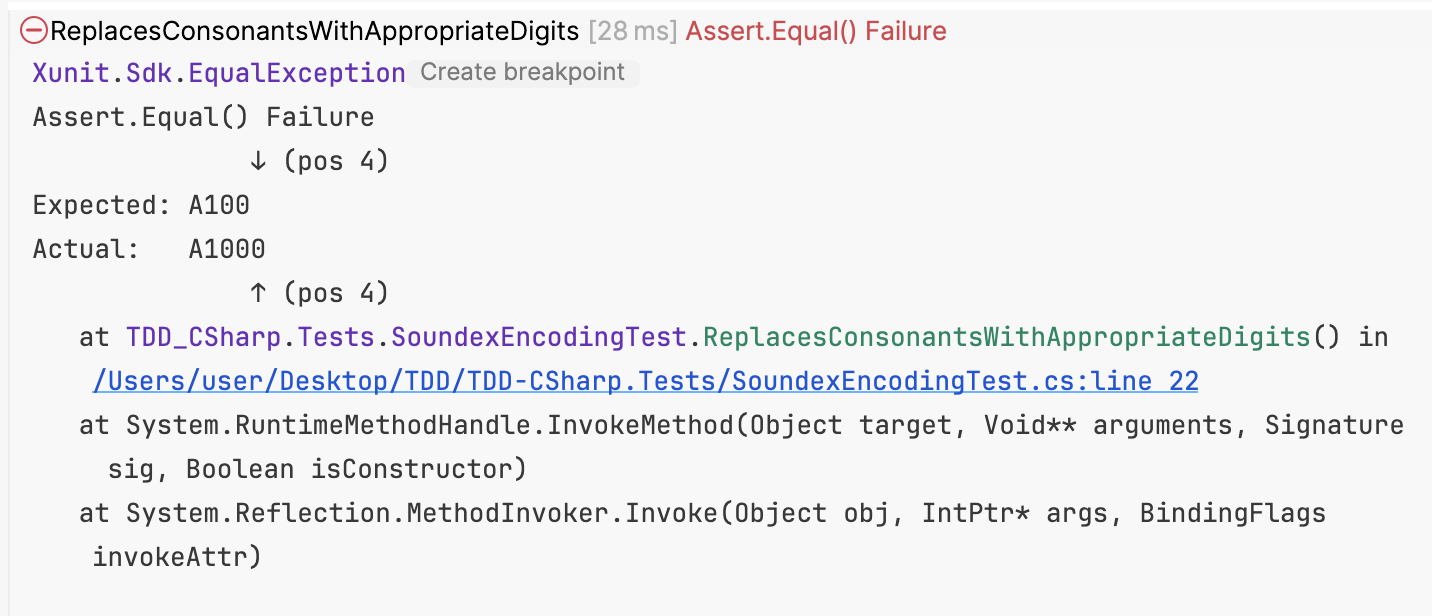 ReplacesConsonantsWithAppropriateDigits [28 ms] Assert.Equal() Failure
Xunit.Sdk.EqualException Create breakpoint
Assert.Equal() Failure
↓ (pos 4)
Expected: A100
Actual:   A1000
↑ (pos 4)
at TDD_CSharp.Tests.SoundexEncodingTest.ReplacesConsonantsWithAppropriateDigits() in
/Users/user/Desktop/TDD/TDD-CSharp.Tests/SoundexEncodingTest.cs:line 22
at System.RuntimeMethodHandle.InvokeMethod(Object target, Void** arguments, Signature
sig, Boolean isConstructor)
at System.Reflection.MethodInvoker.Invoke(Object obj, IntPtr* args, BindingFlags
invokeAttr)